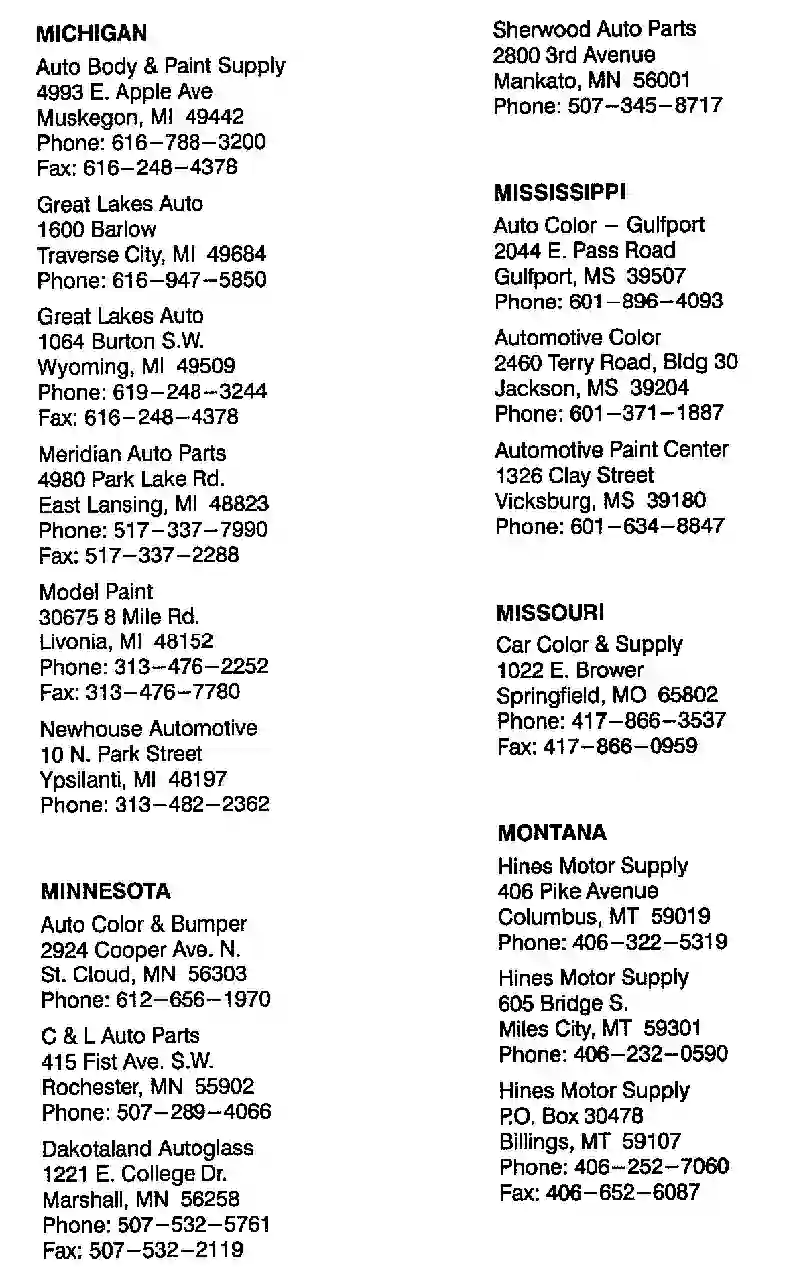 MICHIGAN
Auto Body & Paint Supply
4993 E. Apple Ave
Muskegon, MI 49442
Phone: 616-788-3200
Fax: 616-248-4378
Great Lakes Auto
1600 Barlow
Traverse City, MI 49684
Phone: 616-947-5850
Great Lakes Auto
1064 Burton S.W.
Wyoming, MI 49509
Phone: 619-248-3244
Fax: 616-248-4378
Meridian Auto Parts
4980 Park Lake Rd.
East Lansing, MI 48823
Phone: 517-337-7990
Fax: 517-337-2288
Model Paint
30675 8 Mile Rd.
Livonia, MI 48152
Phone: 313-476-2252
Fax: 313-476-7780
Newhouse Automotive
10 N. Park Street
Ypsilanti, MI 48197
Phone: 313-482-2362
MINNESOTA
Auto Color & Bumper
2924 Cooper Ave. N.
St. Cloud, MN 56303
Phone: 612-656-1970
C & L Auto Parts
415 Fist Ave. S.W.
Rochester, MN 55902
Phone: 507-289-4066
Dakotaland Autoglass
1221 E. College Dr.
Marshall, MN 56258
Phone: 507-532-5761
Fax: 507-532-2119
Sherwood Auto Parts
2800 3rd Avenue
Mankato, MN 56001
Phone: 507-345-8717
MISSISSIPPI
Auto Color – Gulfport
2044 E. Pass Road
Gulfport, MS 39507
Phone: 601-896-4093
Automotive Color
2460 Terry Road, Bldg 30
Jackson, MS 39204
Phone: 601-371-1887
Automotive Paint Center
1326 Clay Street
Vicksburg, MS 39180
Phone: 601-634-8847
MISSOURI
Car Color & Supply
1022 E. Brower
Springfield, MO 65802
Phone: 417-866-3537
Fax: 417-866-0959
MONTANA
Hines Motor Supply
406 Pike Avenue
Columbus, MT 59019
Phone: 406-322-5319
Hines Motor Supply
605 Bridge S.
Miles City, MT 59301
Phone: 406-232-0590
Hines Motor Supply
P.O. Box 30478
Billings, MT 59107
Phone: 406-252-7060
Fax: 406-652-6087